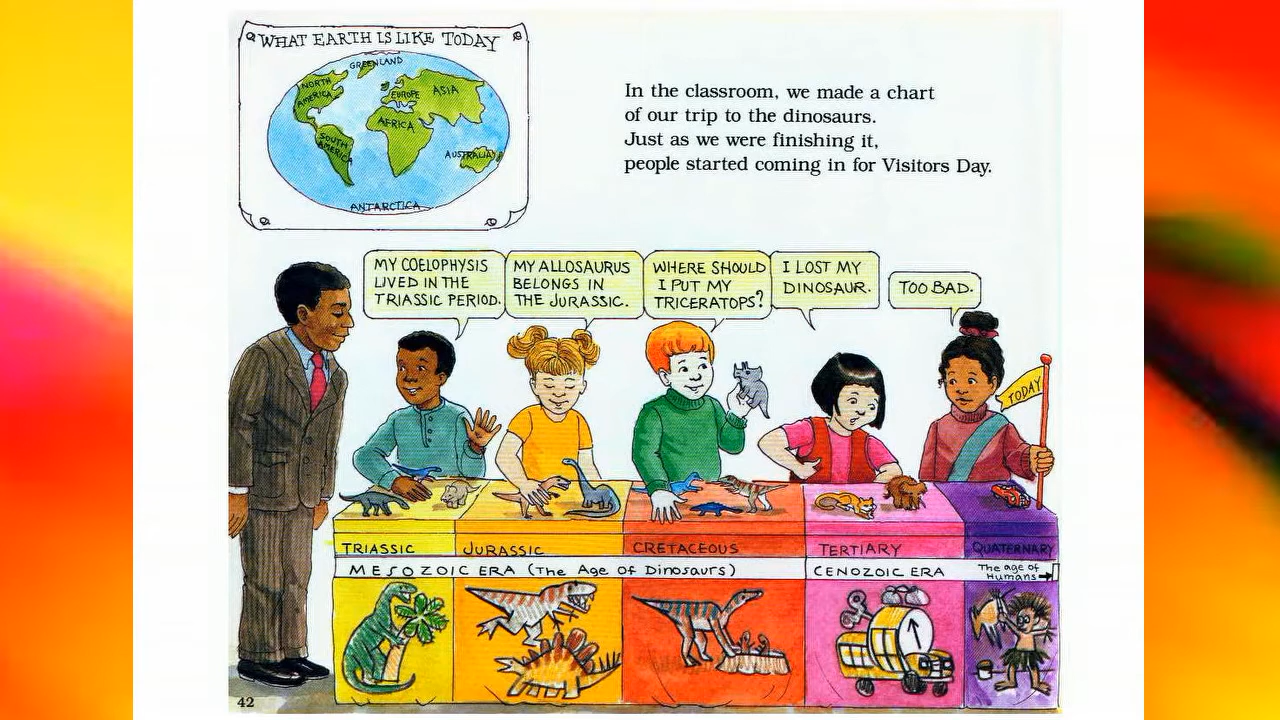 WHAT EARTH IS LIKE TODAY
GREENLAND
NORTH
AMERICA
EUROPE
ASIA
AFRICA
SOUTH
AMERICA
AUSTRALIA
ANTARCTICA
In the classroom, we made a chart
of our trip to the dinosaurs.
Just as we were finishing it,
people started coming in for Visitors Day.
MY COELOPHYSIS
LIVED IN THE
TRIASSIC PERIOD.
MY ALLOSAURUS
BELONGS IN
THE JURASSIC.
WHERE SHOULD
I PUT MY
TRICERATOPS?
I LOST MY
DINOSAUR.
TOO BAD.
TODAY
TRIASSIC
JURASSIC
CRETACEOUS
TERTIARY
QUATERNARY
MESOZOIC ERA (The Age of Dinosaurs)
CENOZOIC ERA
The age of
Humans
42